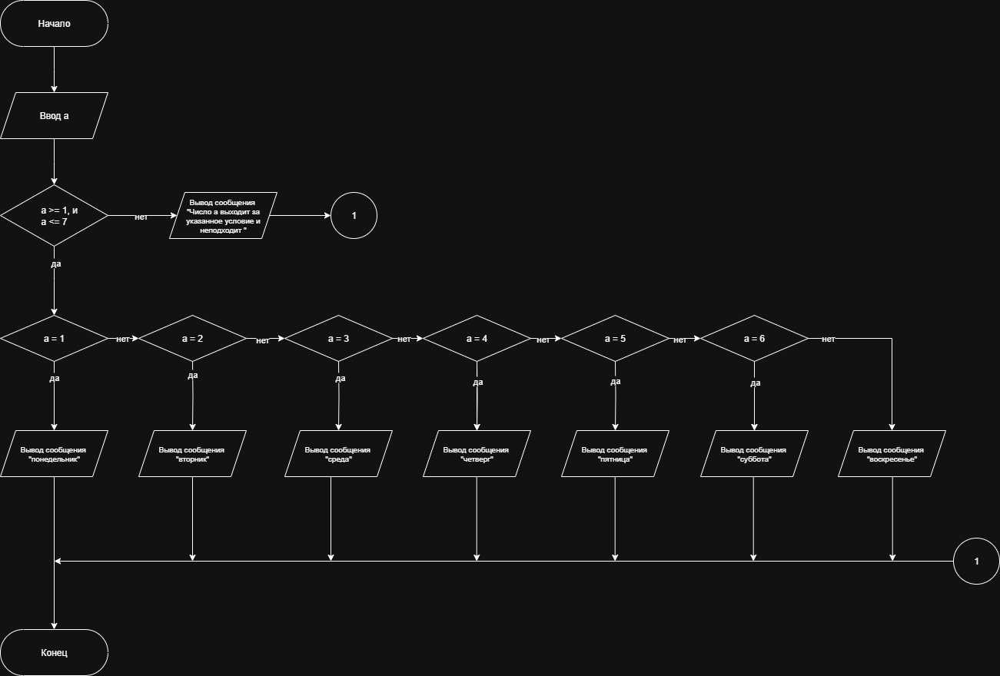 Начало
Ввод а
a >= 1, и
a <= 7
нет
Вывод сообщения
"Число а выходит за
указанное условие и
неподходит "
1
да
a = 1
нет
a = 2
нет
a = 3
нет
a = 4
нет
a = 5
нет
a = 6
нет
да
да
да
да
да
да
Вывод сообщения
"понедельник"
Вывод сообщения
"вторник"
Вывод сообщения
"среда"
Вывод сообщения
"четверг"
Вывод сообщения
"пятница"
Вывод сообщения
"суббота"
Вывод сообщения
"воскресенье"
1
Конец